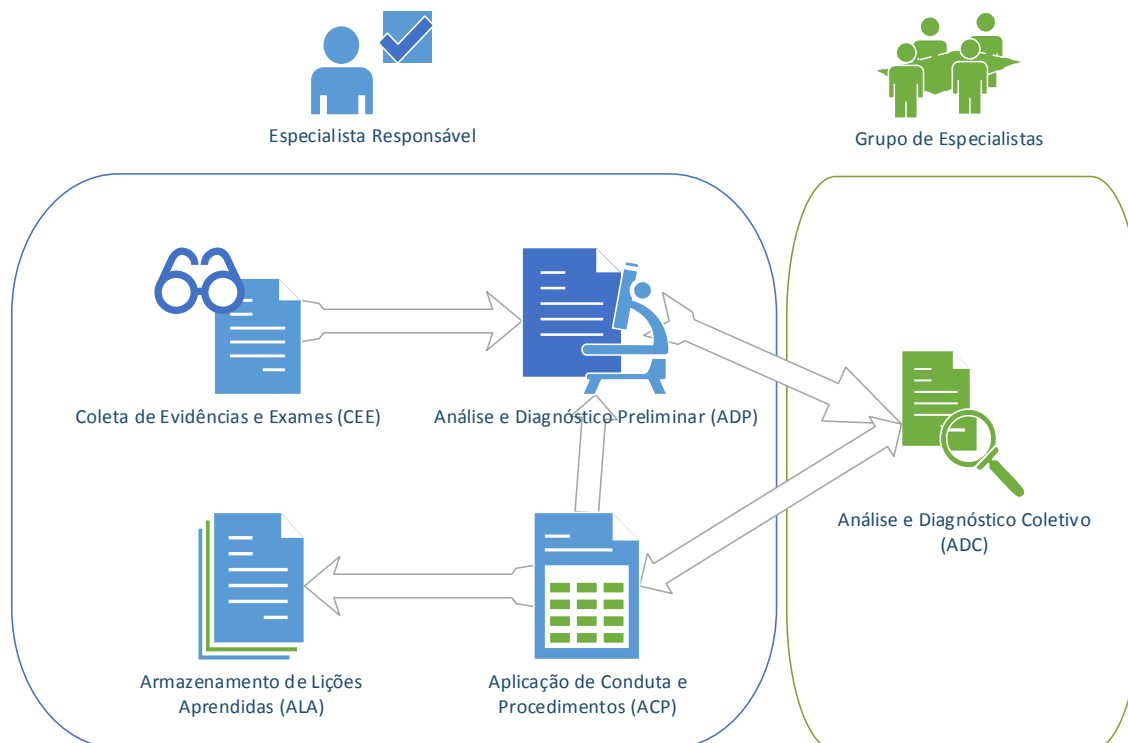 Especialista Responsável
Grupo de Especialistas
Coleta de Evidências e Exames (CEE)
Análise e Diagnóstico Preliminar (ADP)
Análise e Diagnóstico Coletivo
(ADC)
Armazenamento de Lições
Aprendidas (ALA)
Aplicação de Conduta e
Procedimentos (ACP)